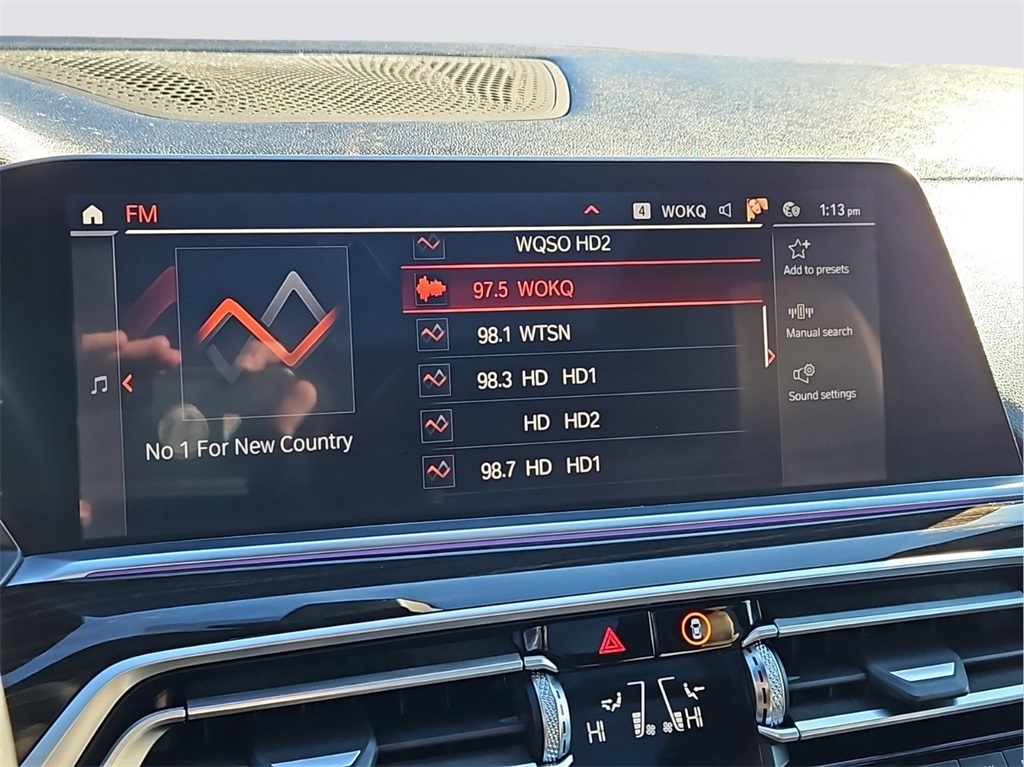 FM
4 WOKQ 1:13 pm
WQSO HD2
97.5 WOKQ
98.1 WTSN
98.3 HD HD1
HD HD2
98.7 HD HD1
No 1 For New Country
Add to presets
Manual search
Sound settings
HI HI